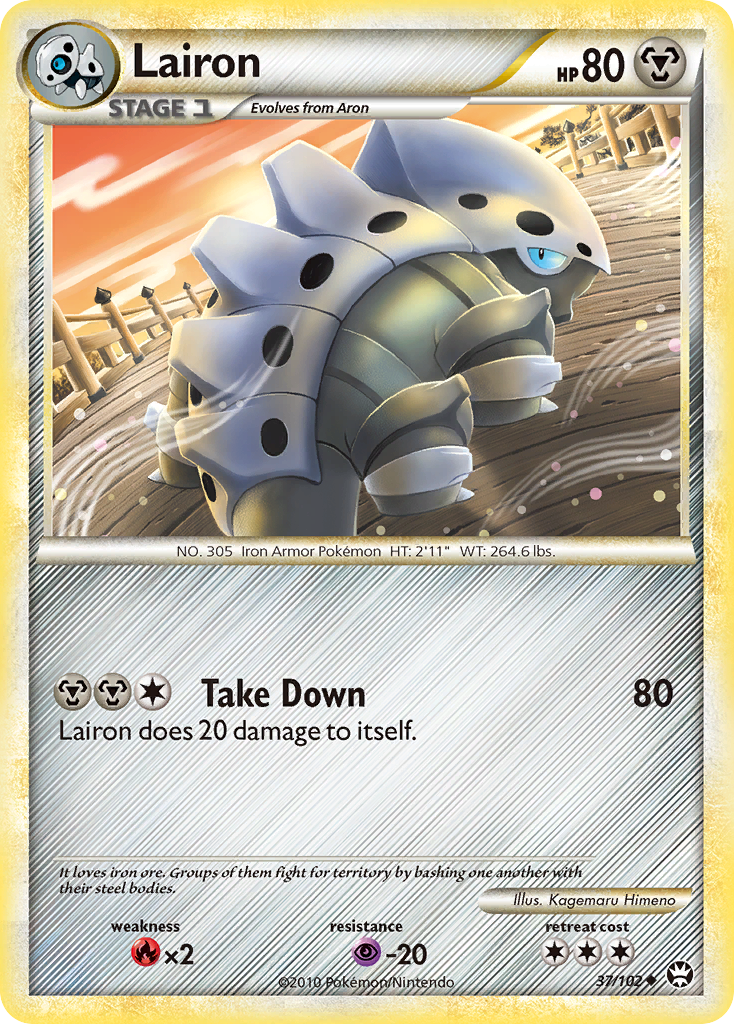 Lairon
HP 80
STAGE 1
Evolves from Aron
NO. 305 Iron Armor Pokémon HT: 2'11" WT: 264.6 lbs.
Take Down 80
Lairon does 20 damage to itself.
It loves iron ore. Groups of them fight for territory by bashing one another with
their steel bodies.
Illus. Kagemaru Himeno
weakness resistance retreat cost
×2 -20
©2010 Pokémon/Nintendo
37/102